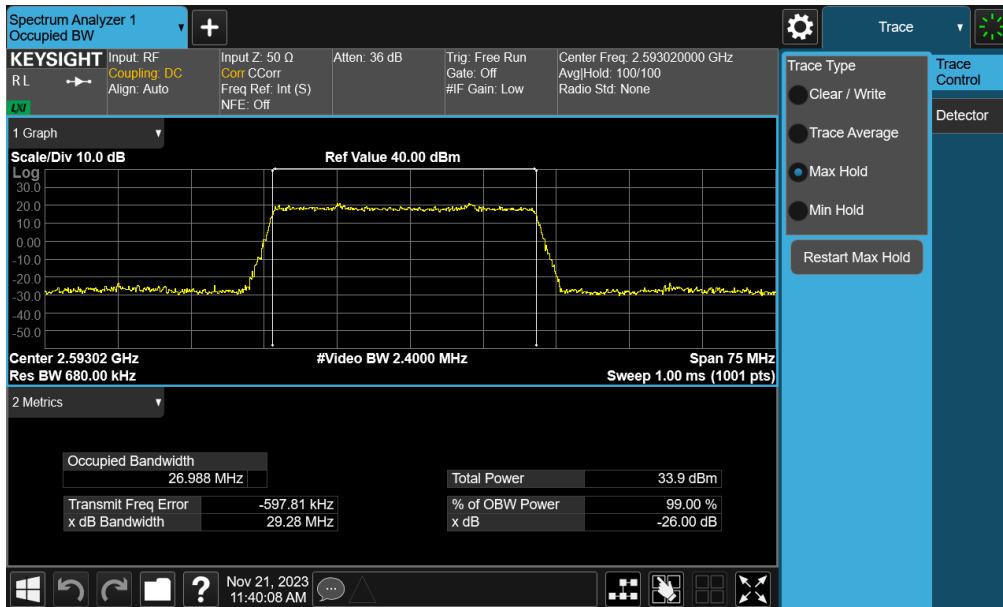 Spectrum Analyzer 1
Occupied BW
+
Trace
KEYSIGHT
R L
LXI
Input: RF
Coupling: DC
Align: Auto
Input Z: 50 Ω
Corr CCorr
Freq Ref: Int (S)
NFE: Off
Atten: 36 dB
Trig: Free Run
Gate: Off
#IF Gain: Low
Center Freq: 2.593020000 GHz
Avg|Hold: 100/100
Radio Std: None
1 Graph
Scale/Div 10.0 dB
Ref Value 40.00 dBm
Log
30.0
20.0
10.0
0.00
-10.0
-20.0
-30.0
-40.0
-50.0
Center 2.59302 GHz
#Video BW 2.4000 MHz
Span 75 MHz
Res BW 680.00 kHz
Sweep 1.00 ms (1001 pts)
2 Metrics
Occupied Bandwidth
26.988 MHz
Total Power 33.9 dBm
Transmit Freq Error -597.81 kHz
% of OBW Power 99.00 %
x dB Bandwidth 29.28 MHz
x dB -26.00 dB
Trace Type
Clear / Write
Trace Average
Max Hold
Min Hold
Restart Max Hold
Trace
Control
Detector
?
Nov 21, 2023
11:40:08 AM